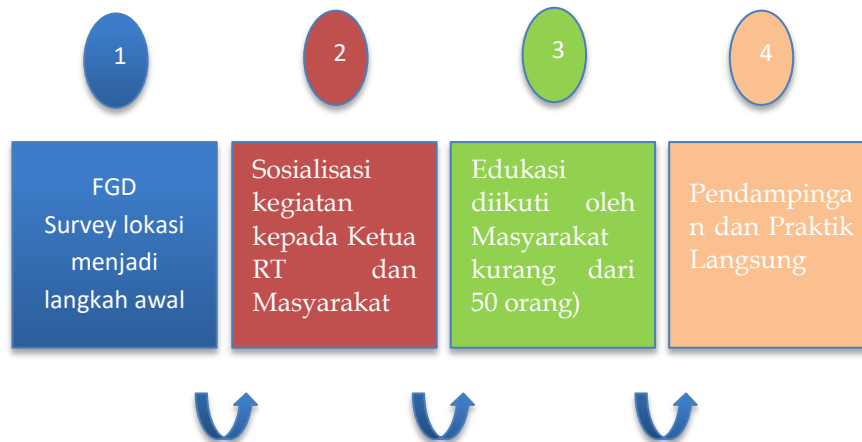 1
2
3
4
FGD
Survey lokasi
menjadi
langkah awal
Sosialisasi
kegiatan
kepada Ketua
RT dan
Masyarakat
Edukasi
diikuti oleh
Masyarakat
kurang dari
50 orang)
Pendampinga
n dan Praktik
Langsung